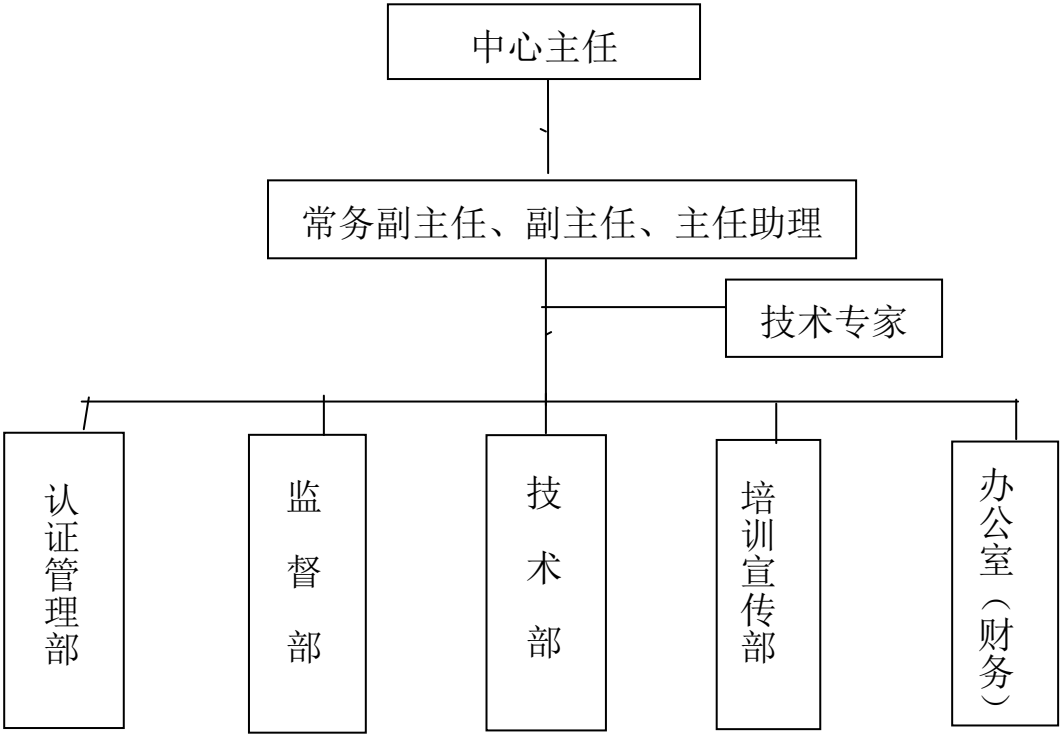 中心主任
常务副主任、副主任、主任助理
技术专家
认证管理部
监督部
技术部
培训宣传部
办公室（财务）